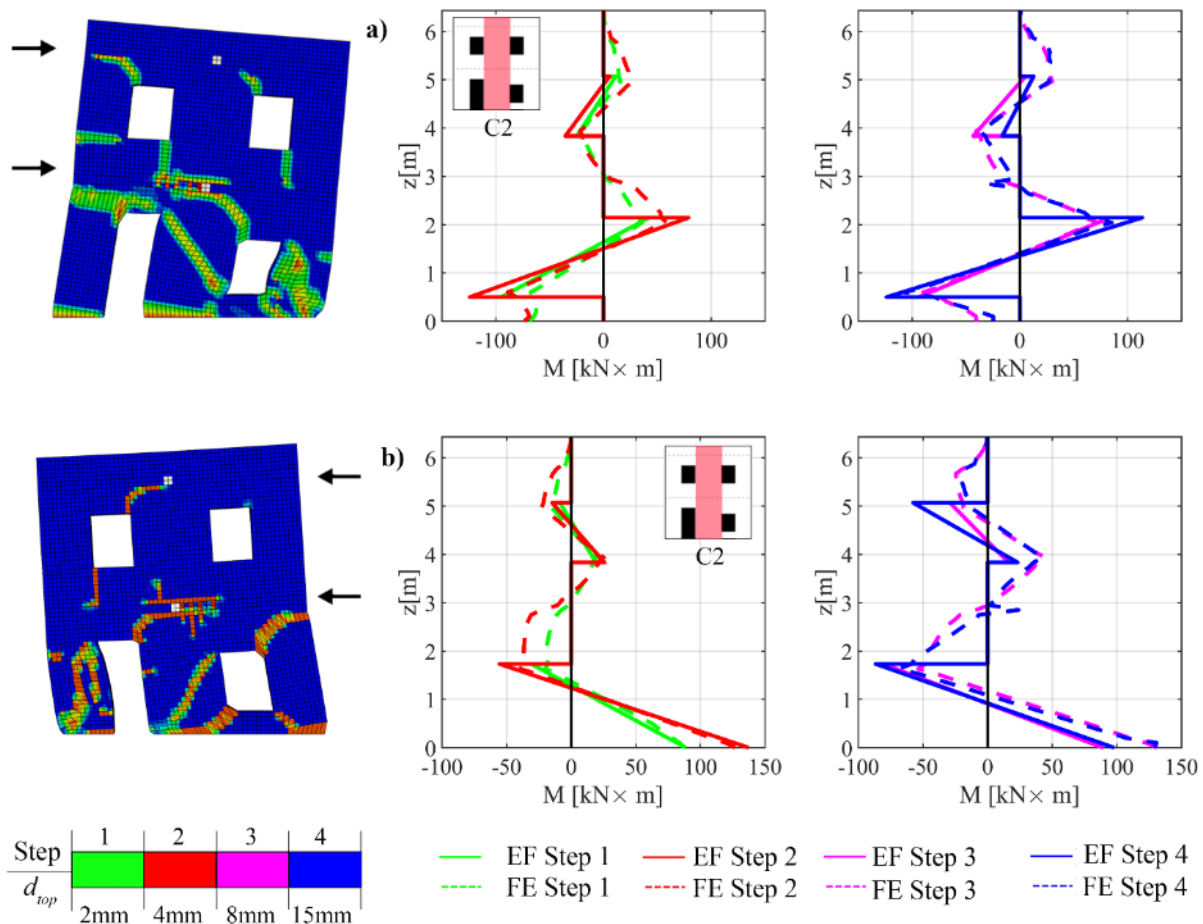 a)
6
5
4
3
2
1
0
z[m]
-100
0
100
M [kN× m]
C2
6
5
4
3
2
1
0
z[m]
-100
0
100
M [kN× m]
b)
6
5
4
3
2
1
0
z[m]
-100
-50
0
50
100
150
M [kN× m]
C2
6
5
4
3
2
1
0
z[m]
-100
-50
0
50
100
150
M [kN× m]
Step 1 2 3 4
d_top 2mm 4mm 8mm 15mm
EF Step 1 EF Step 2 EF Step 3 EF Step 4
FE Step 1 FE Step 2 FE Step 3 FE Step 4